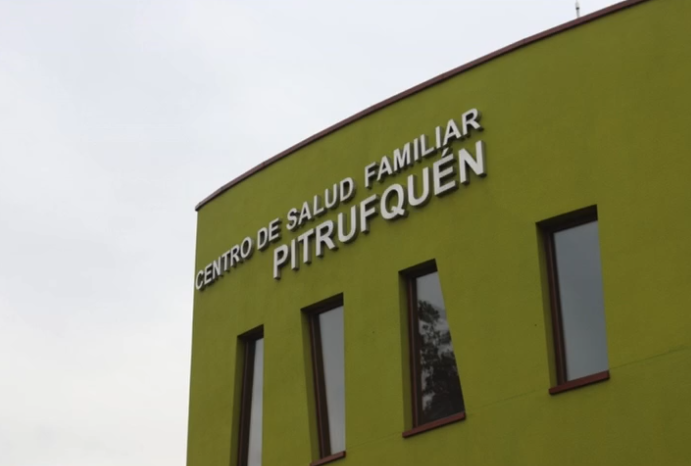 CENTRO DE SALUD FAMILIAR
PITRUFQUÉN